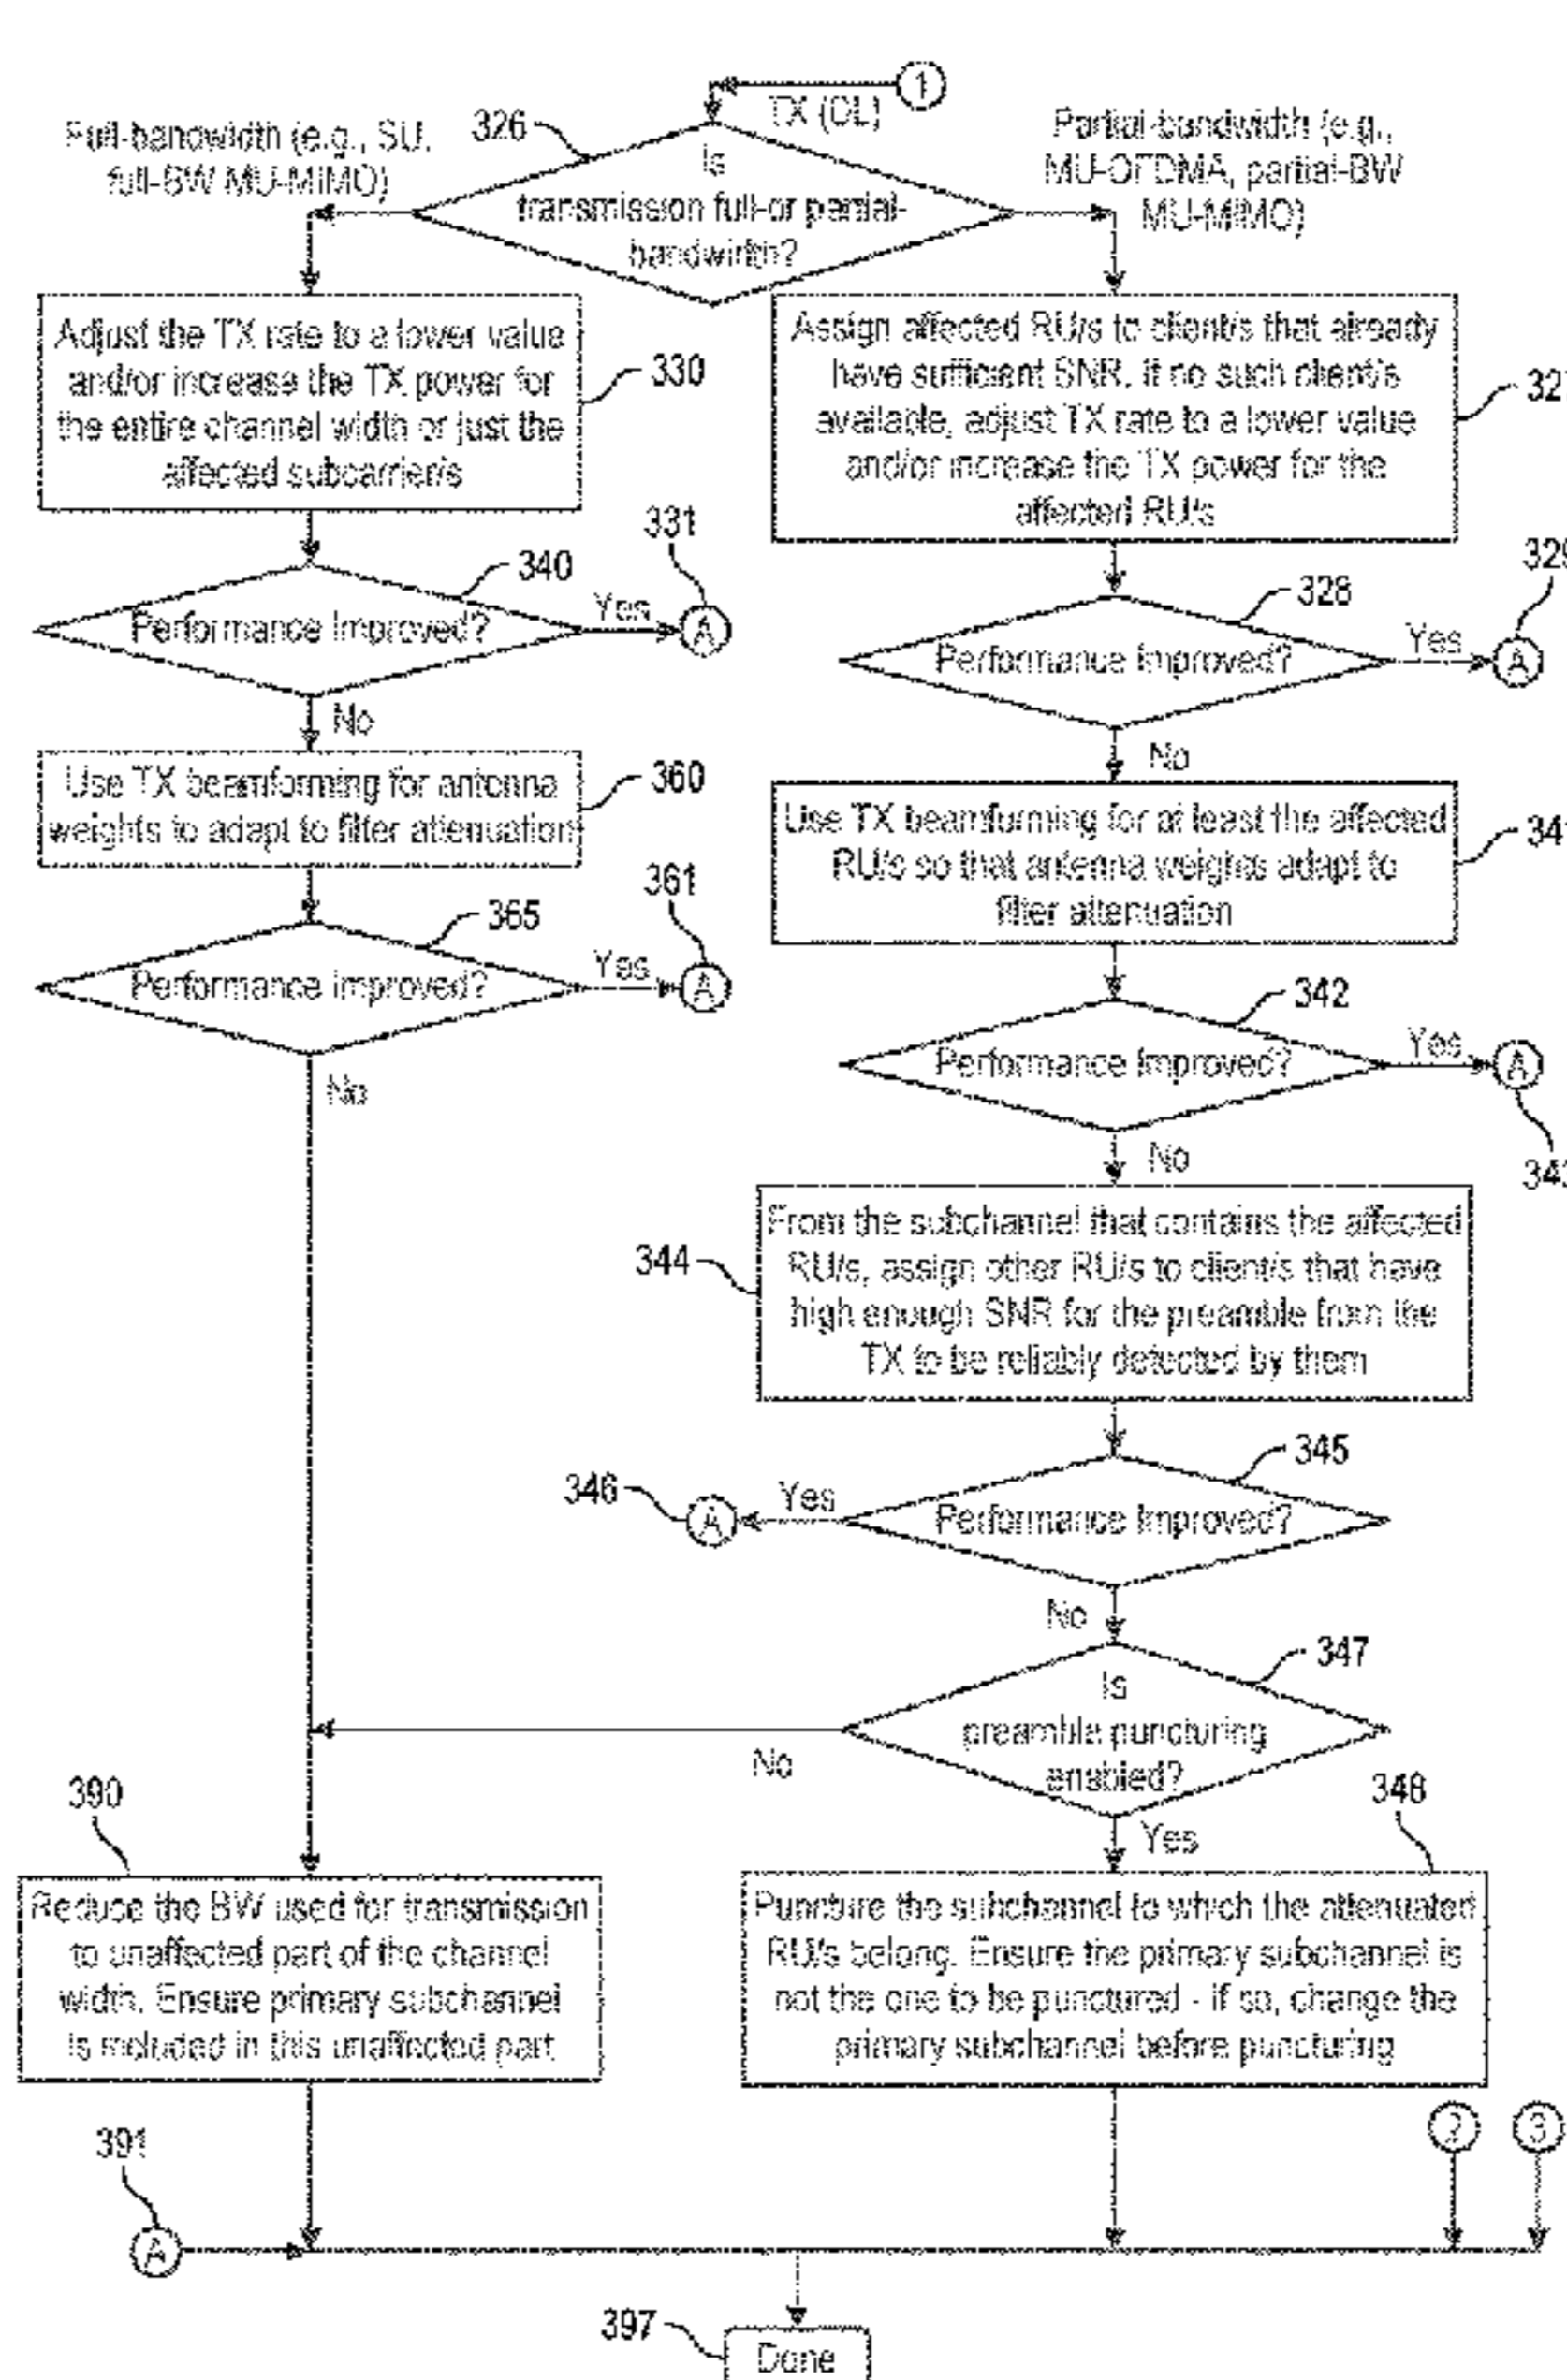 1
TX (DL)
326
Full-bandwidth (e.g., SU,
full-BW MU-MIMO)
Partial-bandwidth (e.g.,
MU-OFDMA, partial-BW
MU-MIMO)
Is
transmission full-or partial-
bandwidth?
Adjust the TX rate to a lower value
and/or increase the TX power for
the entire channel width or just the
affected subcarrier/s
330
Assign affected RU/s to client/s that already
have sufficient SNR. If no such client/s
available, adjust TX rate to a lower value
and/or increase the TX power for the
affected RU/s
331
340
Performance Improved?
Yes
A
No
328
329
Performance Improved?
Yes
A
No
Use TX beamforming for antenna
weights to adapt to filter attenuation
360
Use TX beamforming for at least the affected
RU/s so that antenna weights adapt to
filter attenuation
361
365
Performance improved?
Yes
A
No
342
Performance Improved?
Yes
A
No
344
From the subchannel that contains the affected
RU/s, assign other RU/s to client/s that have
high enough SNR for the preamble from the
TX to be reliably detected by them
345
346
A
Yes
Performance Improved?
No
347
Is
preamble puncturing
enabled?
No
Yes
390
Reduce the BW used for transmission
to unaffected part of the channel
width. Ensure primary subchannel
is included in this unaffected part
348
Puncture the subchannel to which the attenuated
RU/s belong. Ensure the primary subchannel is
not the one to be punctured - if so, change the
primary subchannel before puncturing
2
3
391
A
397
Done